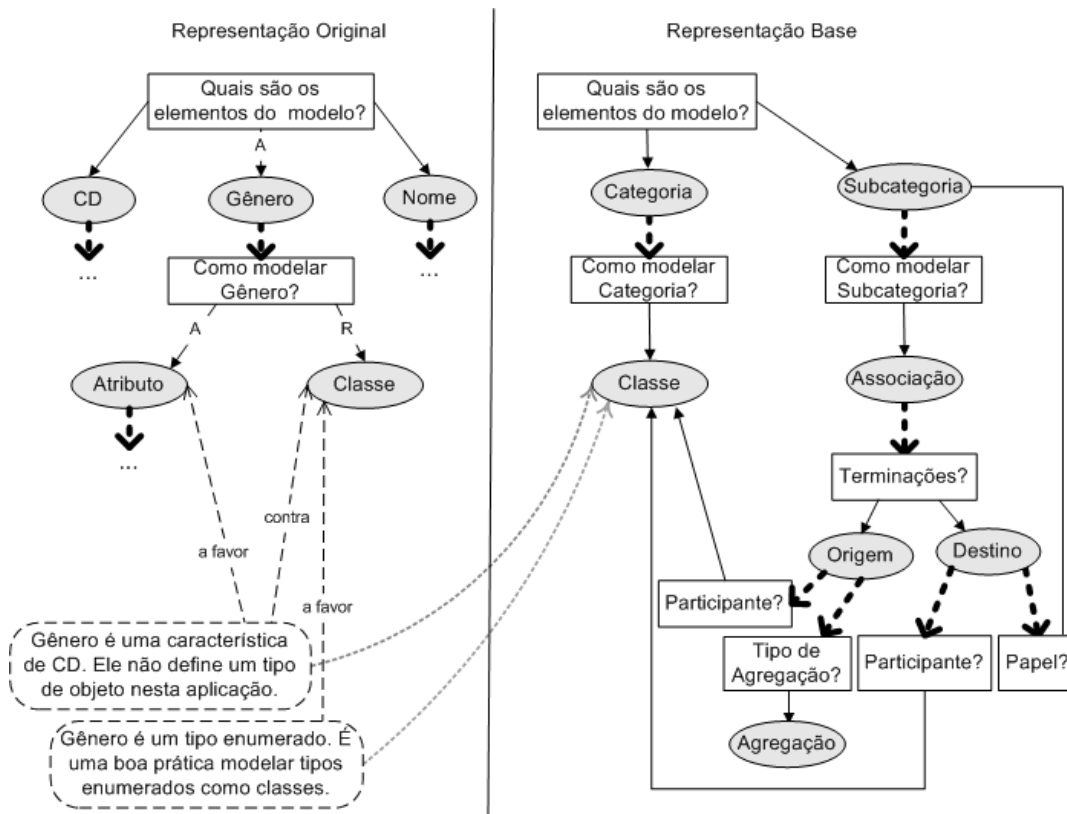 Representação Original
Quais são os
elementos do modelo?
A
CD
Gênero
Nome
...
...
Como modelar
Gênero?
A
R
Atributo
Classe
...
contra
a favor
a favor
Gênero é uma característica
de CD. Ele não define um tipo
de objeto nesta aplicação.
Gênero é um tipo enumerado. É
uma boa prática modelar tipos
enumerados como classes.
Representação Base
Quais são os
elementos do modelo?
Categoria
Subcategoria
Como modelar
Categoria?
Como modelar
Subcategoria?
Classe
Associação
Terminações?
Origem
Destino
Participante?
Tipo de
Agregação?
Participante?
Papel?
Agregação